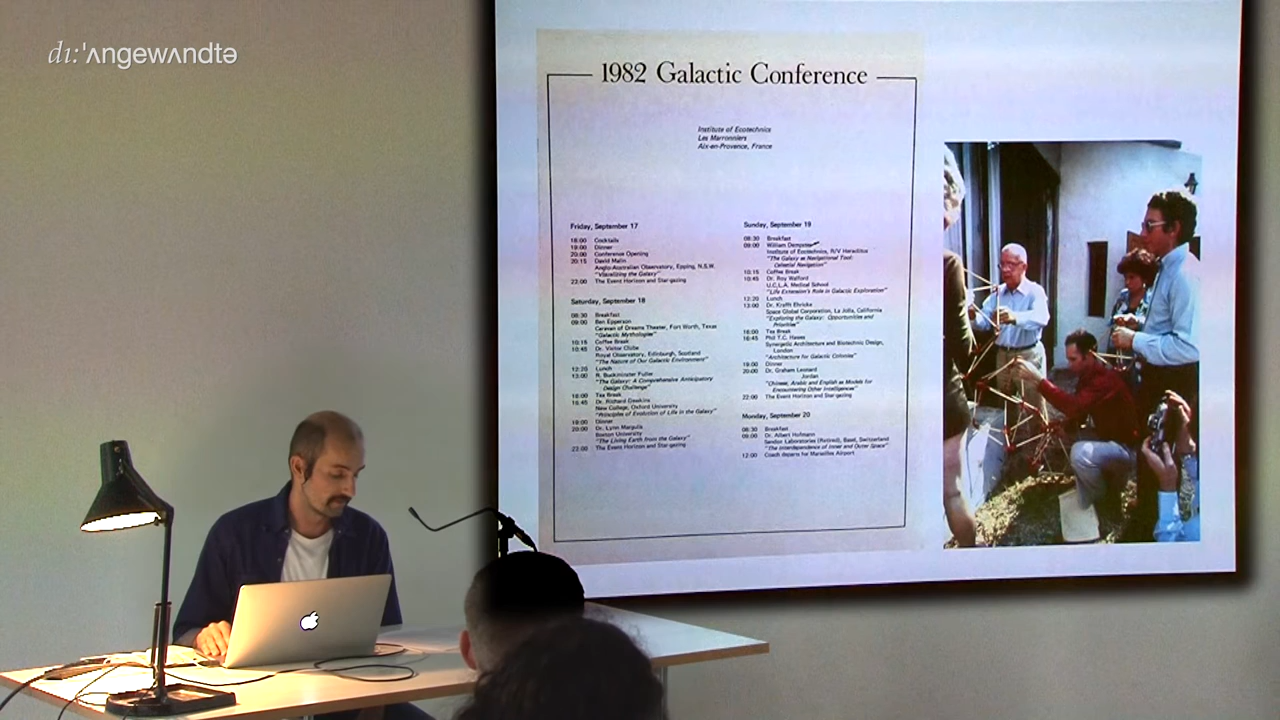 dı:ˈʌngewʌndtə
1982 Galactic Conference
Institute of Ecotechnics
Les Marronniers
Aix-en-Provence, France
Friday, September 17
18:00 Cocktails
19:00 Dinner
20:00 Conference Opening
20:15 David Malin
Anglo-Australian Observatory, Epping, N.S.W.
"Visualizing the Galaxy"
22:00 The Event Horizon and Star-gazing
Saturday, September 18
08:30 Breakfast
09:00 Ben Epperson
Caravan of Dreams Theater, Fort Worth, Texas
"Galactic Mythologies"
10:15 Coffee Break
10:45 Dr. Victor Clube
Royal Observatory, Edinburgh, Scotland
"The Nature of Our Galactic Environment"
12:20 Lunch
13:00 R. Buckminster Fuller
"The Galaxy: A Comprehensive Anticipatory
Design Challenge"
16:00 Tea Break
16:45 Dr. Richard Dawkins
New College, Oxford University
"Principles of Evolution of Life in the Galaxy"
19:00 Dinner
20:00 Dr. Lynn Margulis
Boston University
"The Living Earth from the Galaxy"
22:00 The Event Horizon and Star-gazing
Sunday, September 19
08:30 Breakfast
09:00 William Dempster
Institute of Ecotechnics, R/V Heraclitus
"The Galaxy as Navigational Tool:
Celestial Navigation"
10:15 Coffee Break
10:45 Dr. Roy Walford
U.C.L.A. Medical School
"Life Extension's Role in Galactic Exploration"
12:20 Lunch
13:00 Dr. Krafft Ehricke
Space Global Corporation, La Jolla, California
"Exploring the Galaxy: Opportunities and
Priorities"
16:00 Tea Break
16:45 Phil T.C. Hawes
Synergetic Architecture and Biotechnic Design,
London
"Architecture for Galactic Colonies"
19:00 Dinner
20:00 Dr. Graham Leonard
Jordan
"Chinese, Arabic and English as Models for
Encountering Other Intelligences"
22:00 The Event Horizon and Star-gazing
Monday, September 20
08:30 Breakfast
09:00 Dr. Albert Hofmann
Sandon Laboratories (Retired), Basel, Switzerland
"The Interdependence of Inner and Outer Space"
12:00 Coach departs for Marseilles Airport